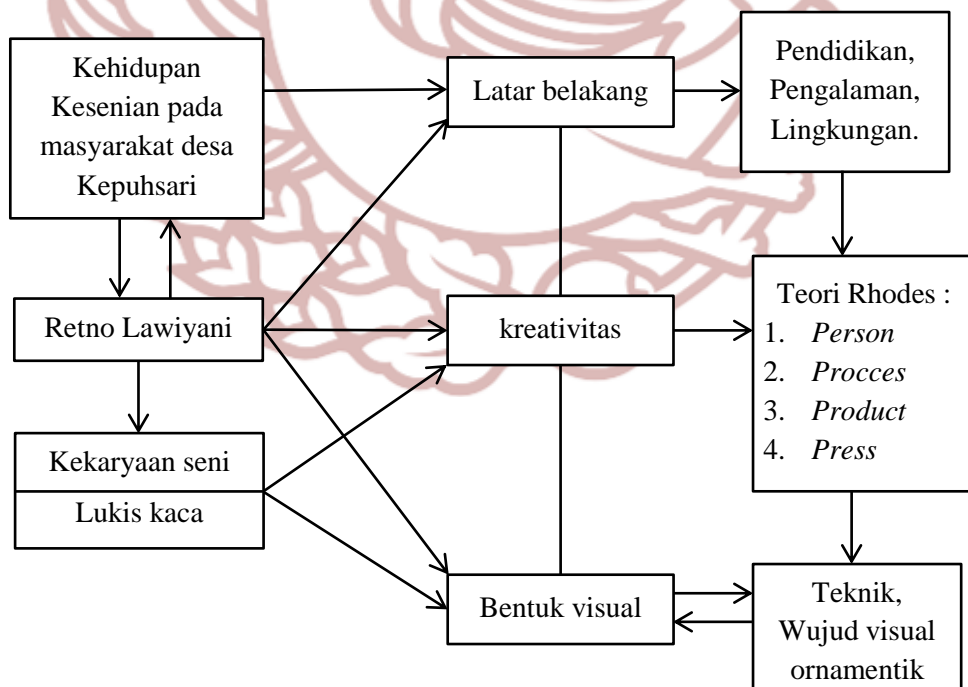 Kehidupan
Kesenian pada
masyarakat desa
Kepuhsari
Latar belakang
Pendidikan,
Pengalaman,
Lingkungan.
Retno Lawiyani
kreativitas
Teori Rhodes :
1. Person
2. Procces
3. Product
4. Press
Kekaryaan seni
Lukis kaca
Bentuk visual
Teknik,
Wujud visual
ornamentik